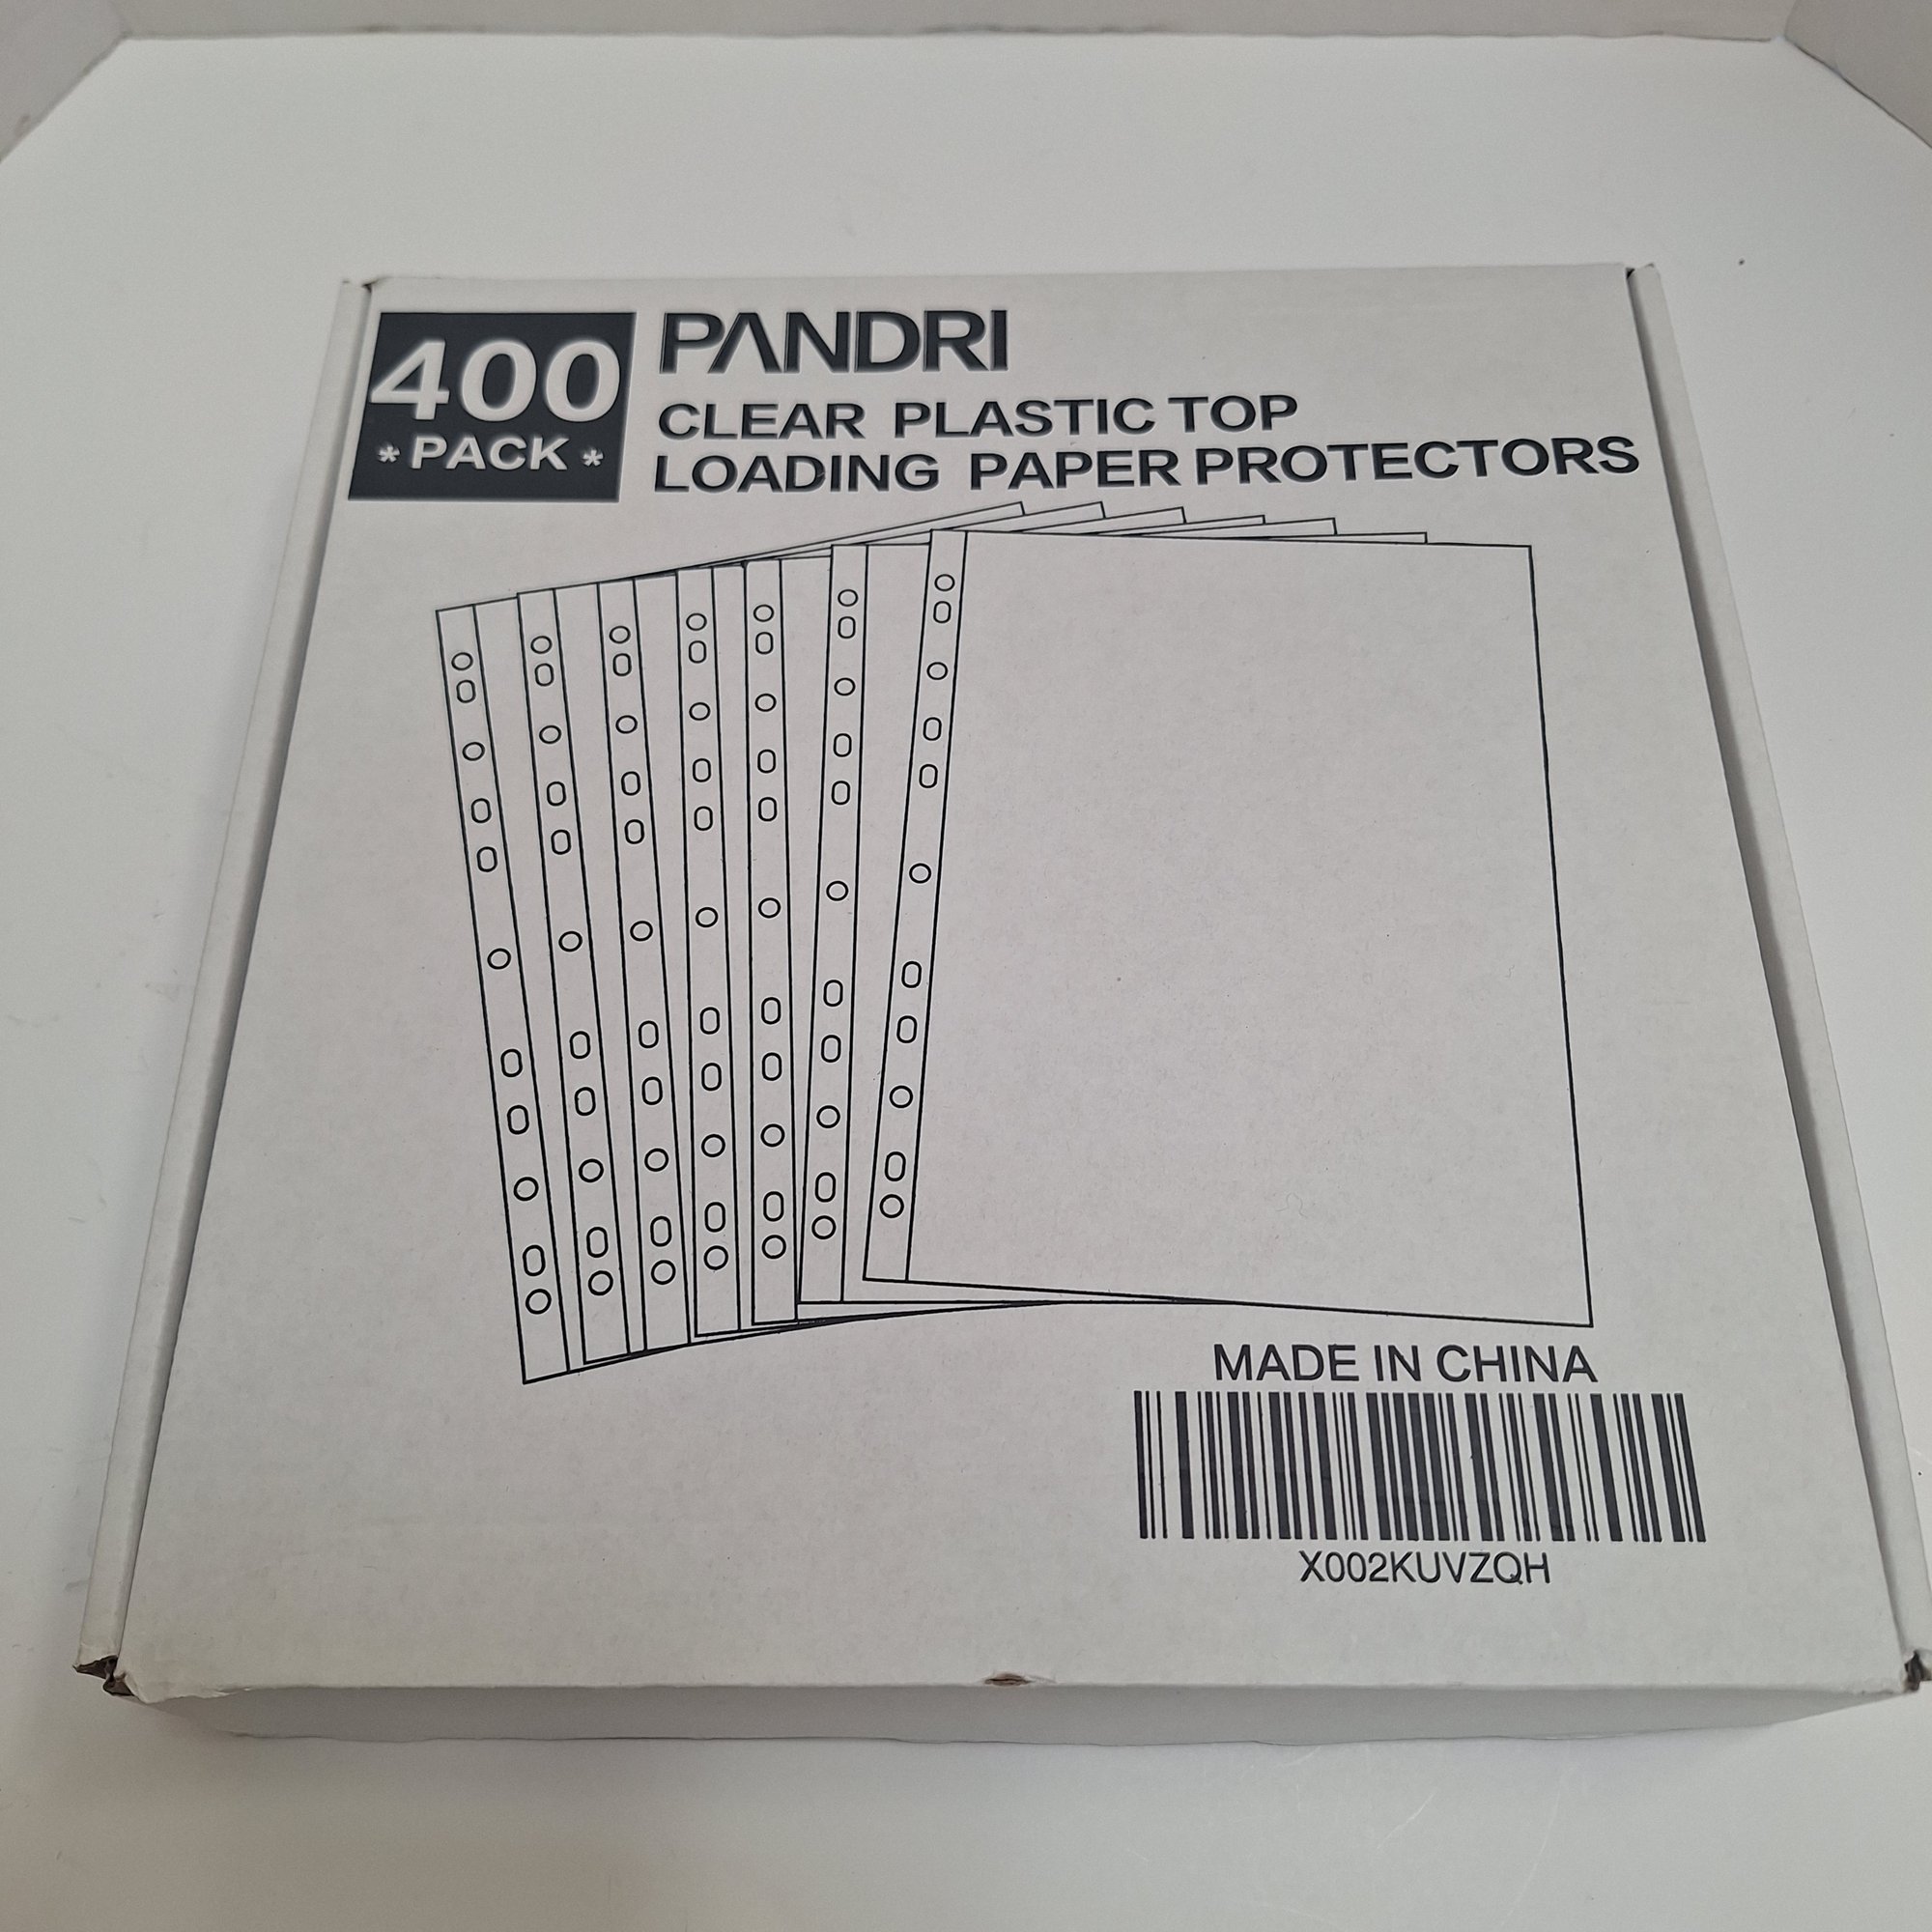 400
* PACK *
PANDRI
CLEAR PLASTIC TOP
LOADING PAPER PROTECTORS
MADE IN CHINA
X002KUVZQH